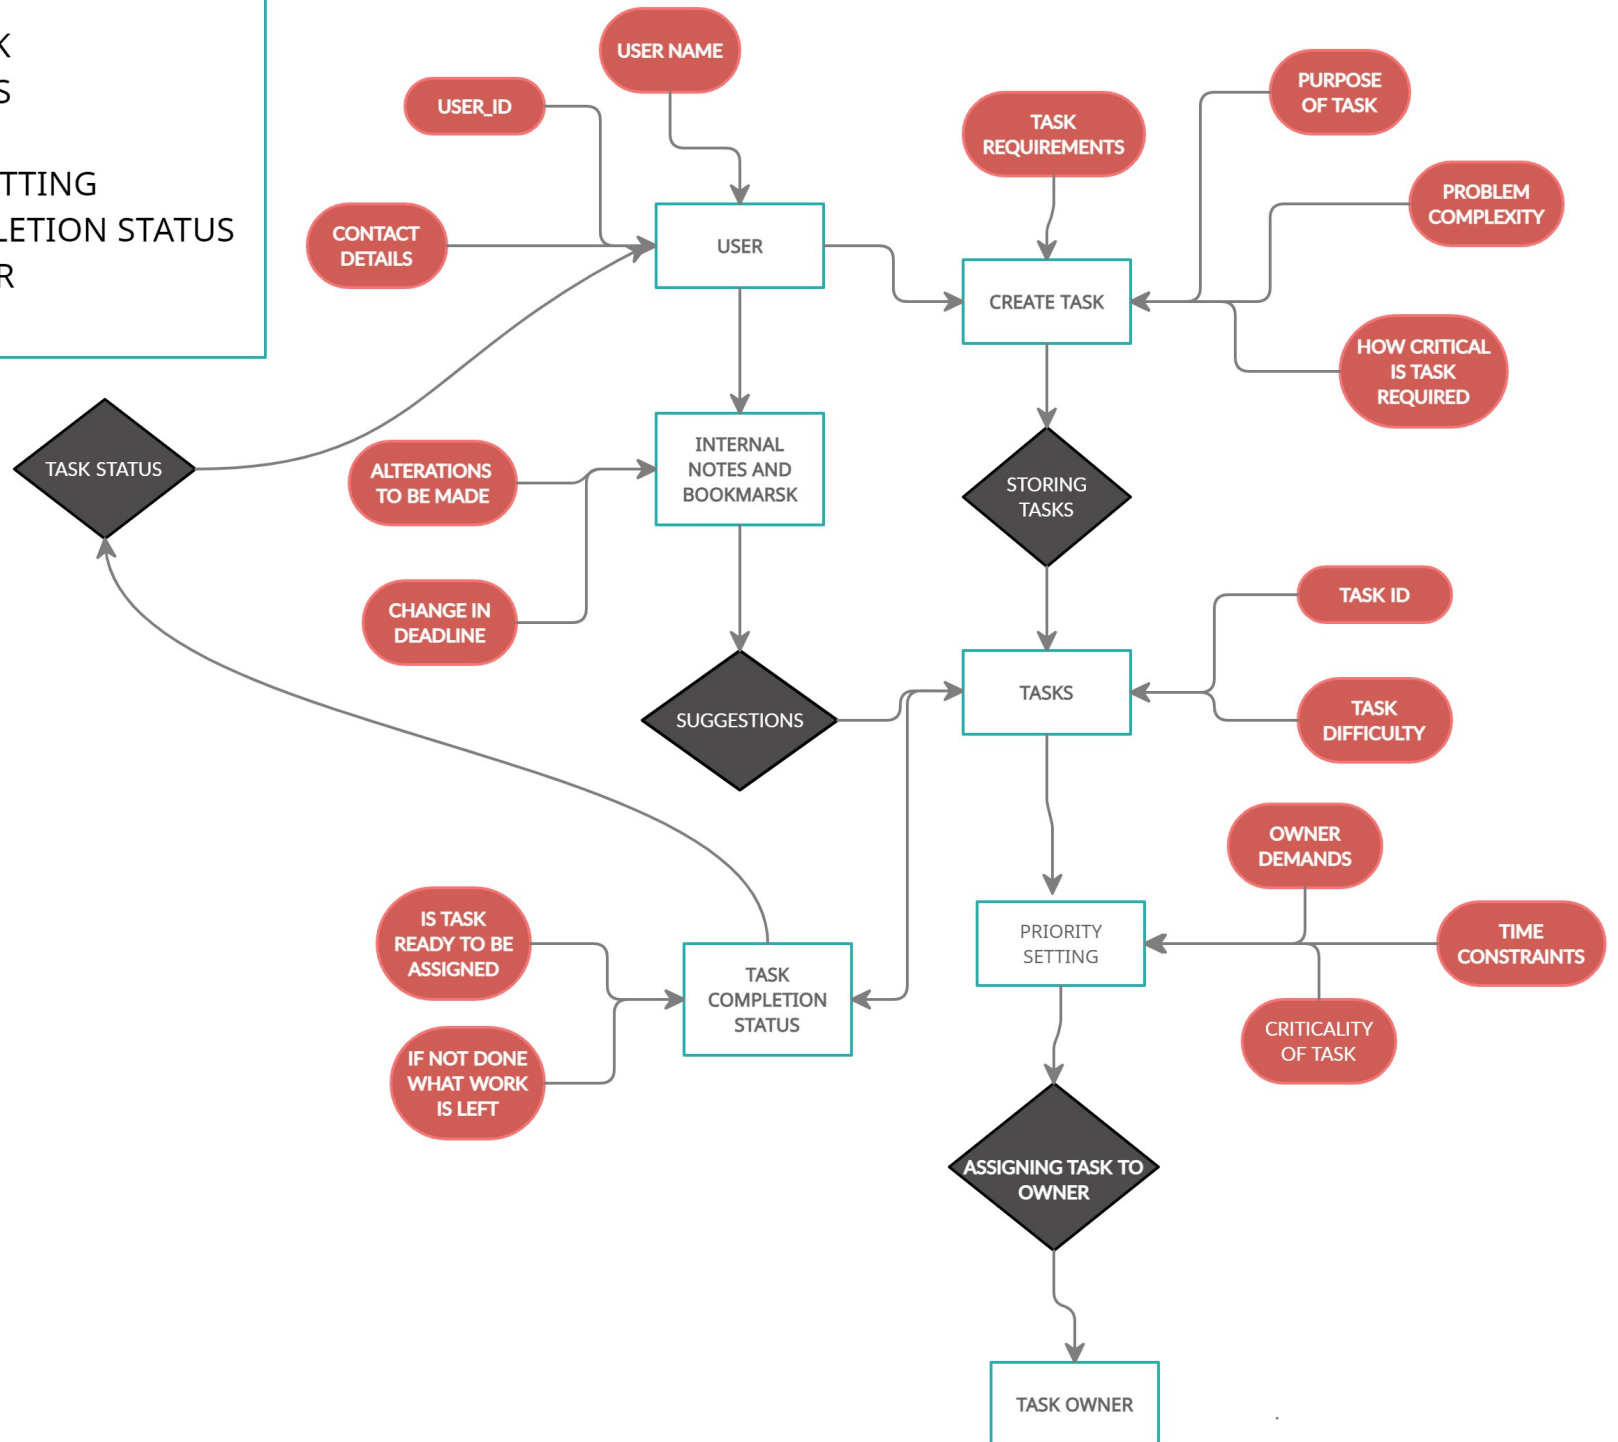 K
S
TTING
LETION STATUS
R
USER NAME
USER_ID
PURPOSE
OF TASK
TASK
REQUIREMENTS
PROBLEM
COMPLEXITY
CONTACT
DETAILS
USER
CREATE TASK
HOW CRITICAL
IS TASK
REQUIRED
TASK STATUS
ALTERATIONS
TO BE MADE
INTERNAL
NOTES AND
BOOKMARSK
STORING
TASKS
CHANGE IN
DEADLINE
TASK ID
SUGGESTIONS
TASKS
TASK
DIFFICULTY
OWNER
DEMANDS
IS TASK
READY TO BE
ASSIGNED
PRIORITY
SETTING
TIME
CONSTRAINTS
TASK
COMPLETION
STATUS
CRITICALITY
OF TASK
IF NOT DONE
WHAT WORK
IS LEFT
ASSIGNING TASK TO
OWNER
TASK OWNER